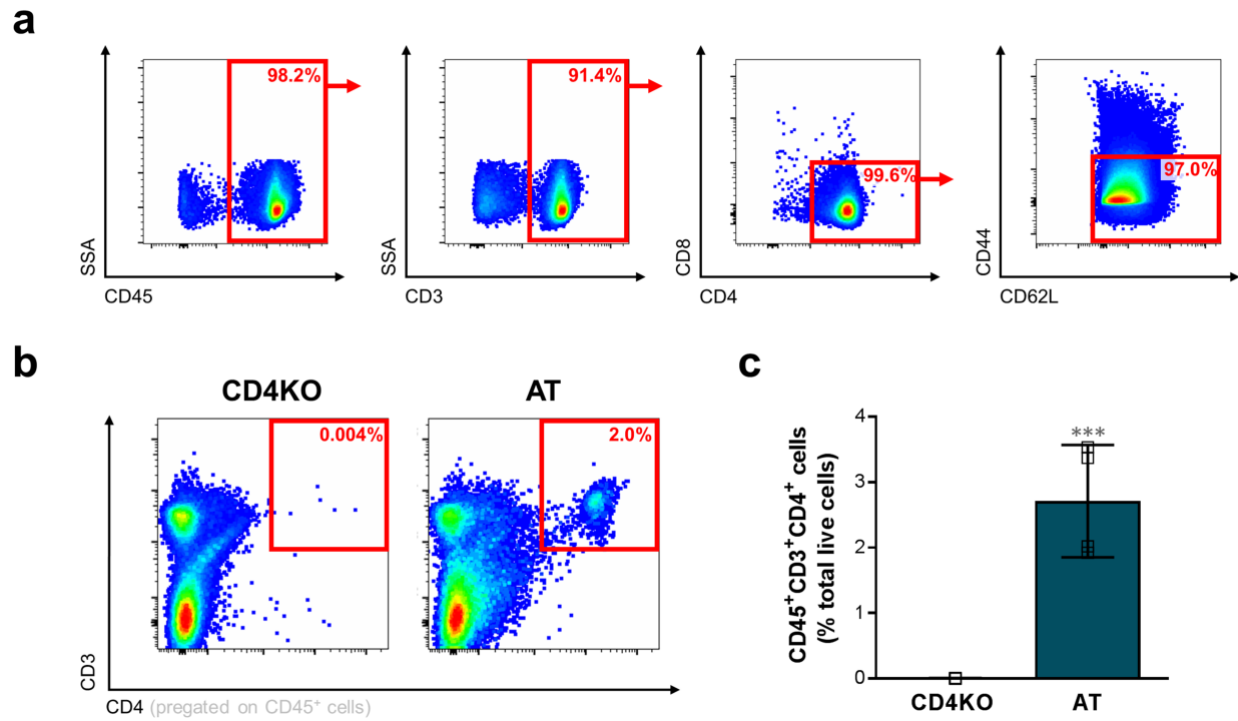 a
98.2%
91.4%
99.6%
97.0%
SSA
SSA
CD8
CD44
CD45
CD3
CD4
CD62L
b
CD4KO
AT
0.004%
2.0%
CD3
CD4 (pregated on CD45⁺ cells)
c
CD45⁺CD3⁺CD4⁺ cells
(% total live cells)
4
3
2
1
0
***
CD4KO
AT